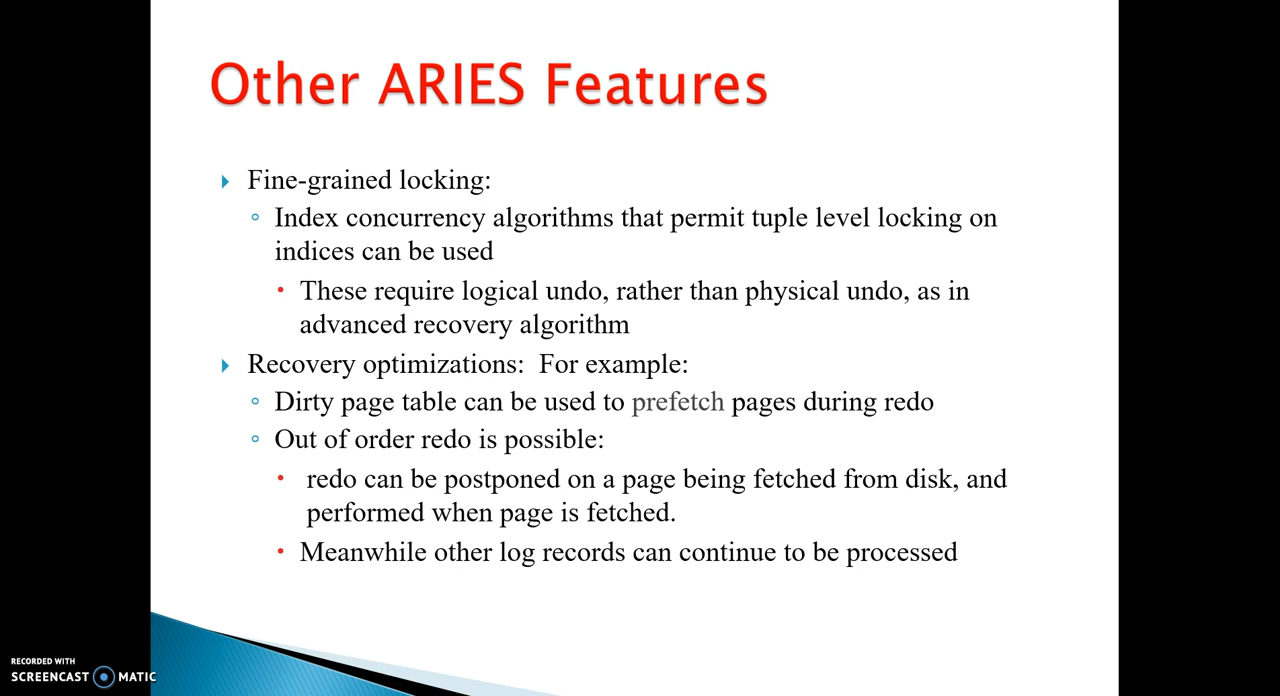 Other ARIES Features
Fine-grained locking:
Index concurrency algorithms that permit tuple level locking on
indices can be used
These require logical undo, rather than physical undo, as in
advanced recovery algorithm
Recovery optimizations:  For example:
Dirty page table can be used to prefetch pages during redo
Out of order redo is possible:
redo can be postponed on a page being fetched from disk, and
performed when page is fetched.
Meanwhile other log records can continue to be processed
RECORDED WITH
SCREENCAST MATIC